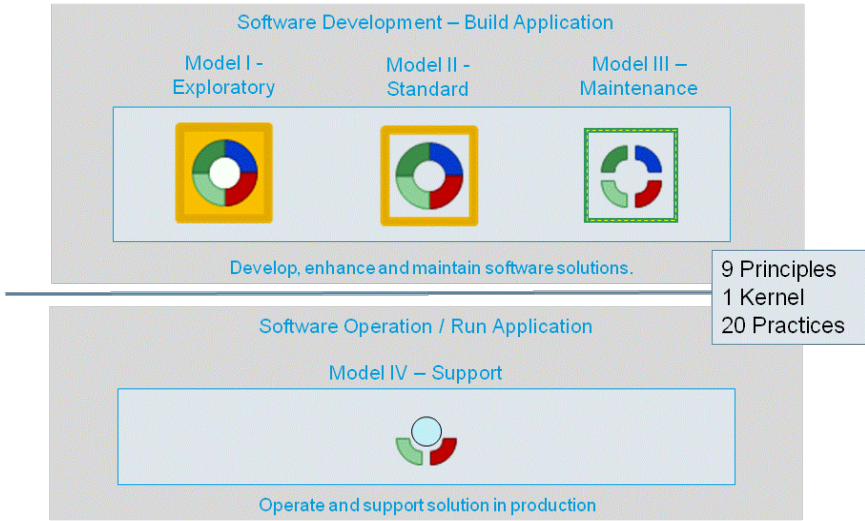 Software Development – Build Application
Model I -
Exploratory
Model II -
Standard
Model III –
Maintenance
Develop, enhance and maintain software solutions.
9 Principles
1 Kernel
20 Practices
Software Operation / Run Application
Model IV – Support
Operate and support solution in production